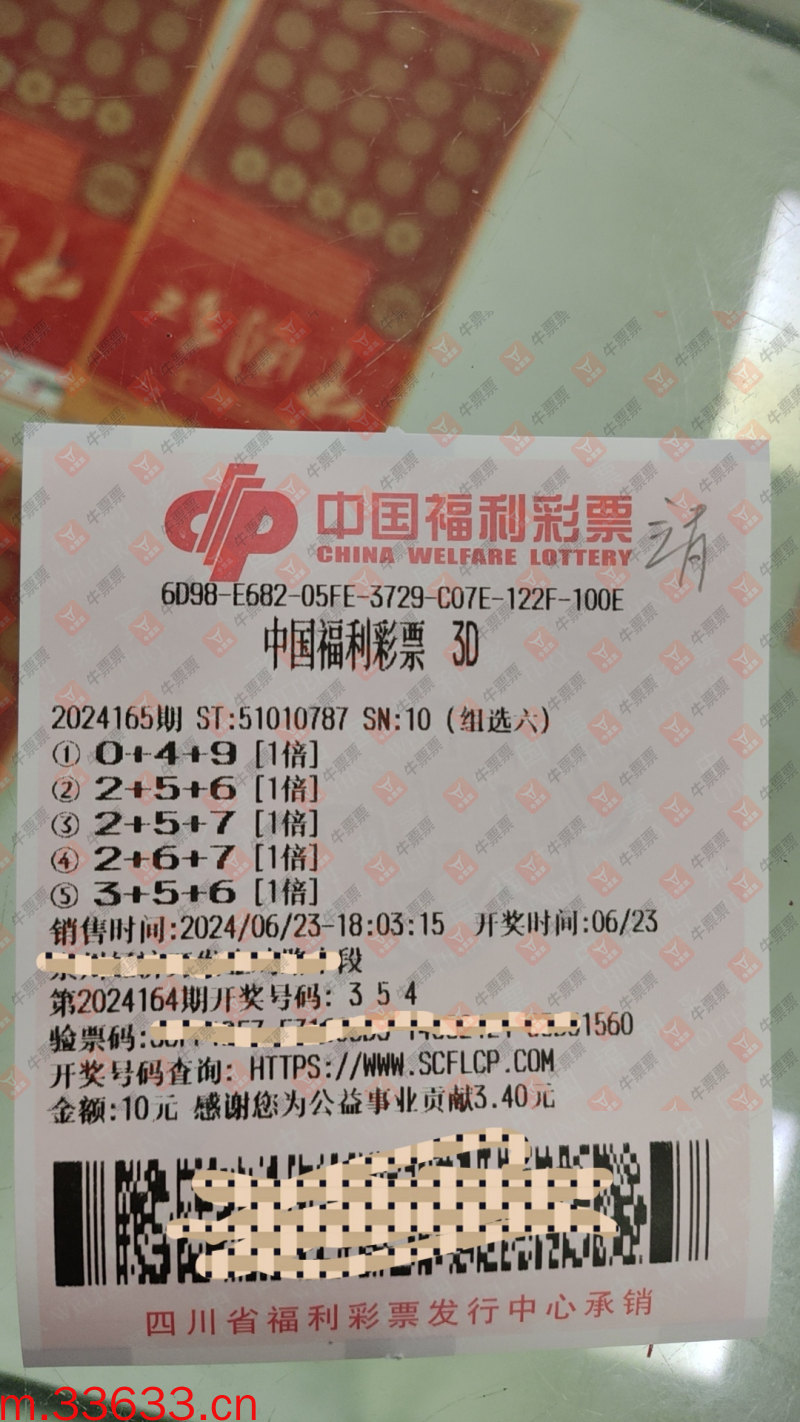 中国福利彩票
CHINA WELFARE LOTTERY
6D98-E682-05FE-3729-C07E-122F-100E
中国福利彩票 3D
2024165期 ST:51010787 SN:10 (组选六)
① 0+4+9 [1倍]
② 2+5+6 [1倍]
③ 2+5+7 [1倍]
④ 2+6+7 [1倍]
⑤ 3+5+6 [1倍]
销售时间:2024/06/23-18:03:15 开奖时间:06/23
段
第2024164期开奖号码: 3 5 4
验票码: 1560
开奖号码查询: HTTPS://WWW.SCFLCP.COM
金额:10元 感谢您为公益事业贡献3.40元
四川省福利彩票发行中心承销
牛票票
m.33633.cn